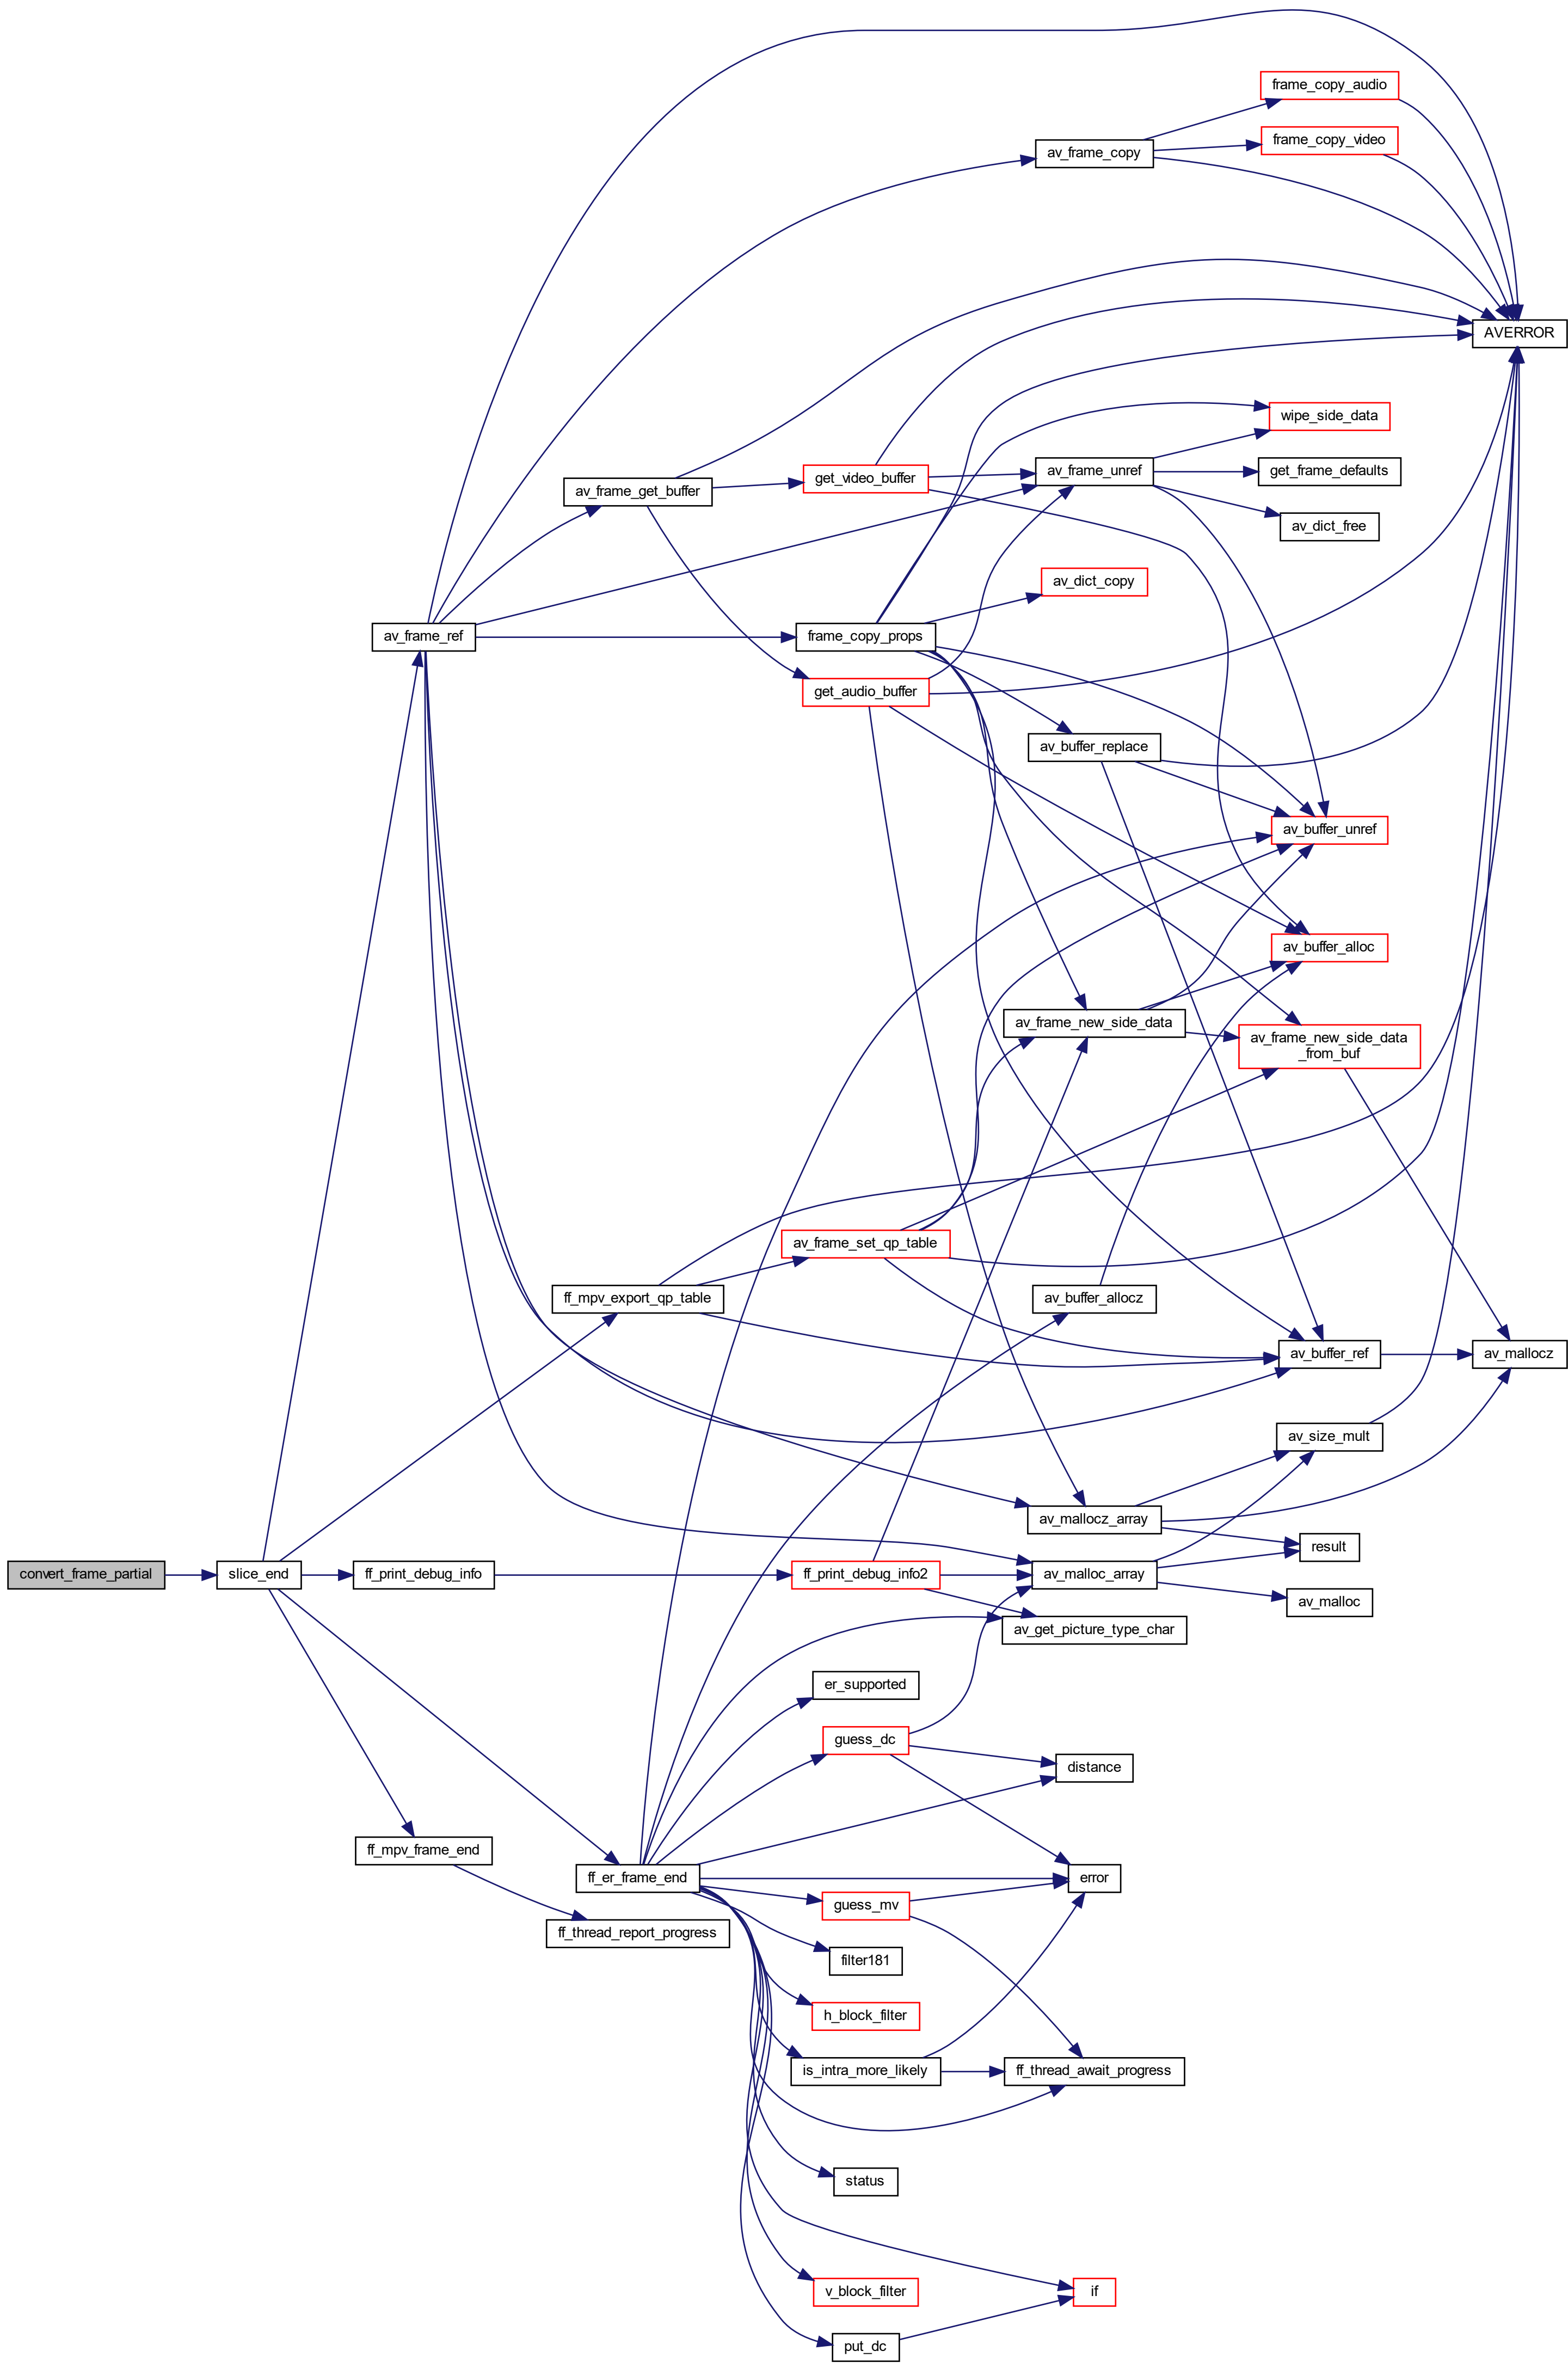 frame_copy_audio
frame_copy_video
av_frame_copy
AVERROR
wipe_side_data
av_frame_unref
get_frame_defaults
get_video_buffer
av_frame_get_buffer
av_dict_free
av_dict_copy
av_frame_ref
frame_copy_props
get_audio_buffer
av_buffer_replace
av_buffer_unref
av_buffer_alloc
av_frame_new_side_data
av_frame_new_side_data
_from_buf
av_frame_set_qp_table
ff_mpv_export_qp_table
av_buffer_allocz
av_buffer_ref
av_mallocz
av_size_mult
av_mallocz_array
result
convert_frame_partial
slice_end
ff_print_debug_info
ff_print_debug_info2
av_malloc_array
av_malloc
av_get_picture_type_char
er_supported
guess_dc
distance
ff_mpv_frame_end
ff_er_frame_end
error
guess_mv
ff_thread_report_progress
filter181
h_block_filter
is_intra_more_likely
ff_thread_await_progress
status
v_block_filter
if
put_dc